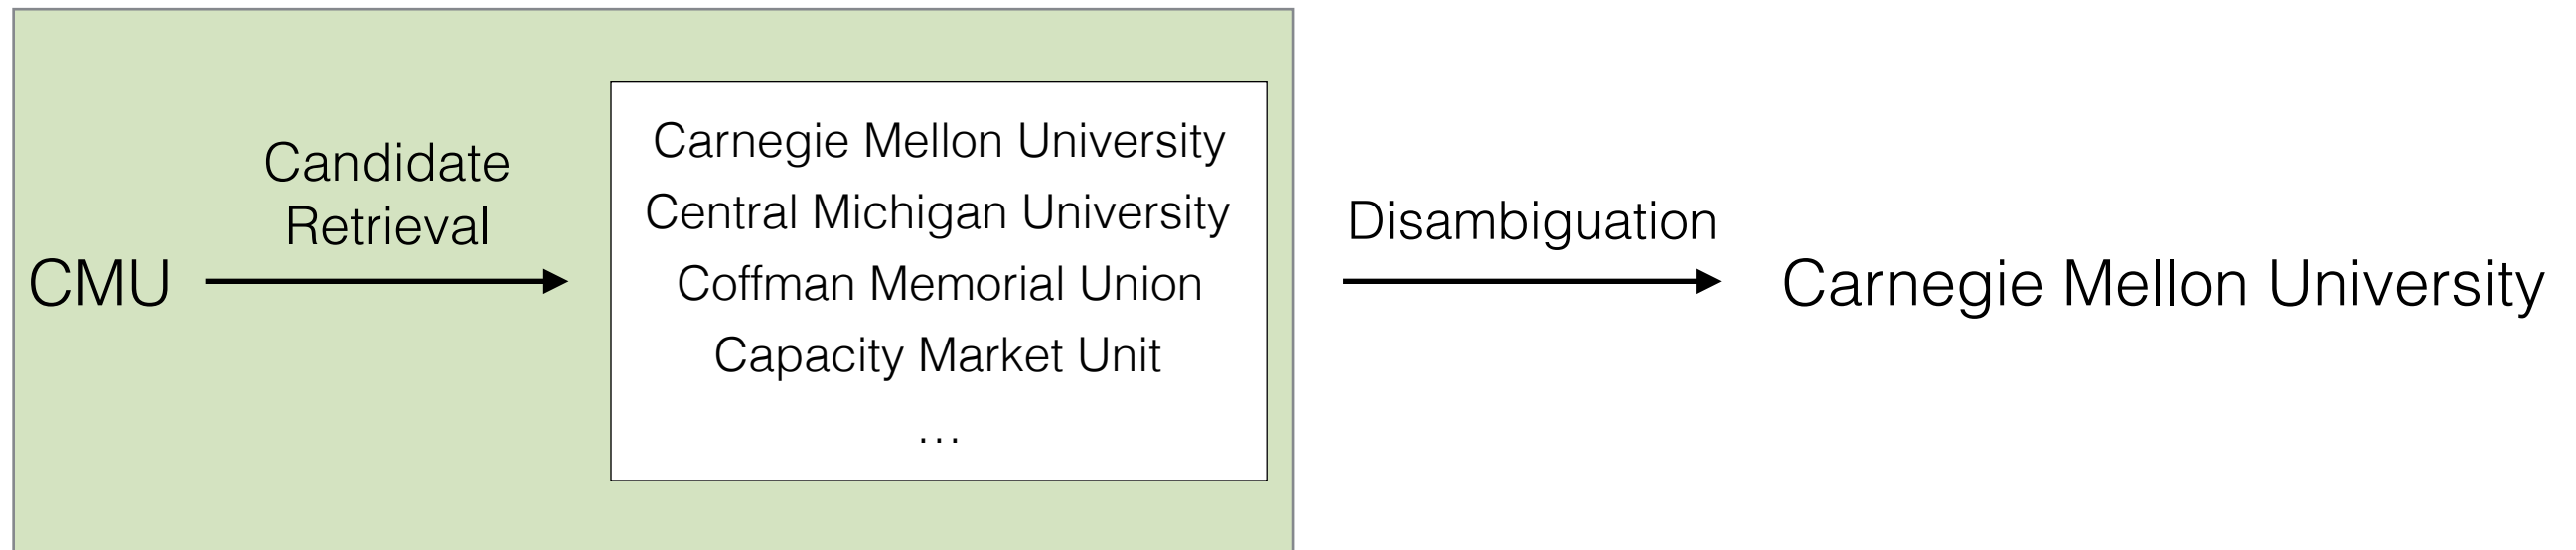 CMU
Candidate
Retrieval
Carnegie Mellon University
Central Michigan University
Coffman Memorial Union
Capacity Market Unit
...
Disambiguation
Carnegie Mellon University